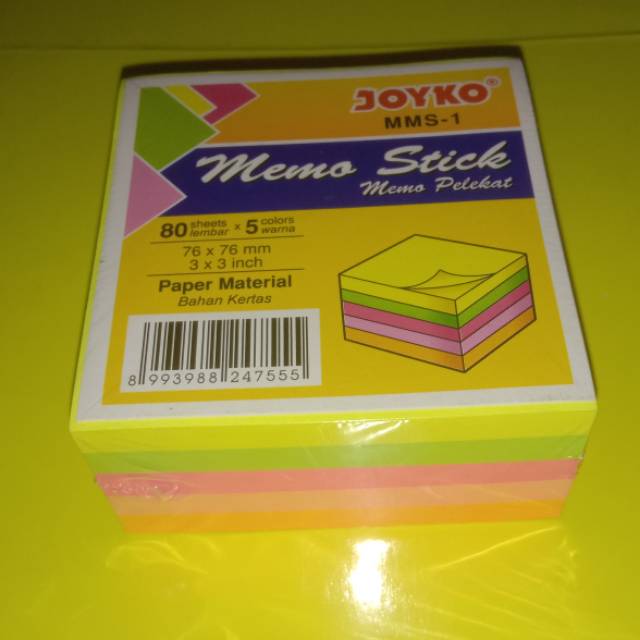 JOYKO®
MMS-1
Memo Stick
Memo Pelekat
80 sheets lembar x 5 colors warna
76 x 76 mm
3 x 3 inch
Paper Material
Bahan Kertas
8 993988 247555